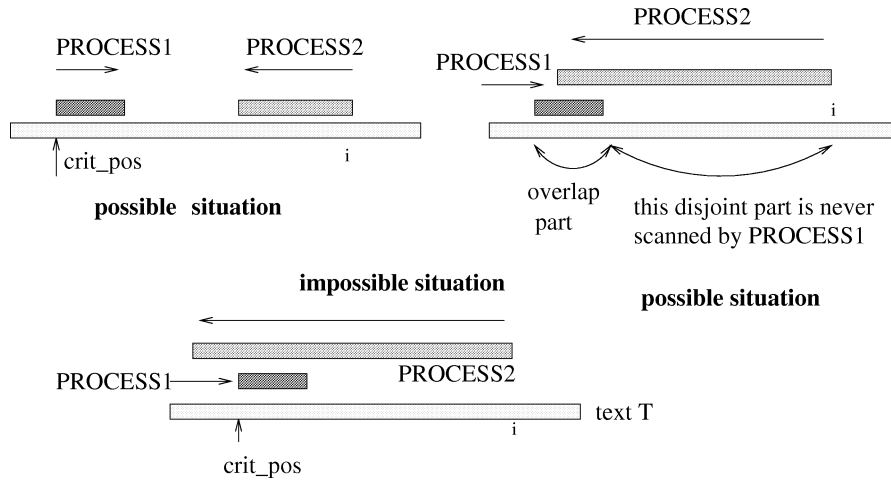 PROCESS1
PROCESS2
i
crit_pos
possible situation
PROCESS2
PROCESS1
i
overlap
part
this disjoint part is never
scanned by PROCESS1
possible situation
impossible situation
PROCESS1
PROCESS2
text T
i
crit_pos